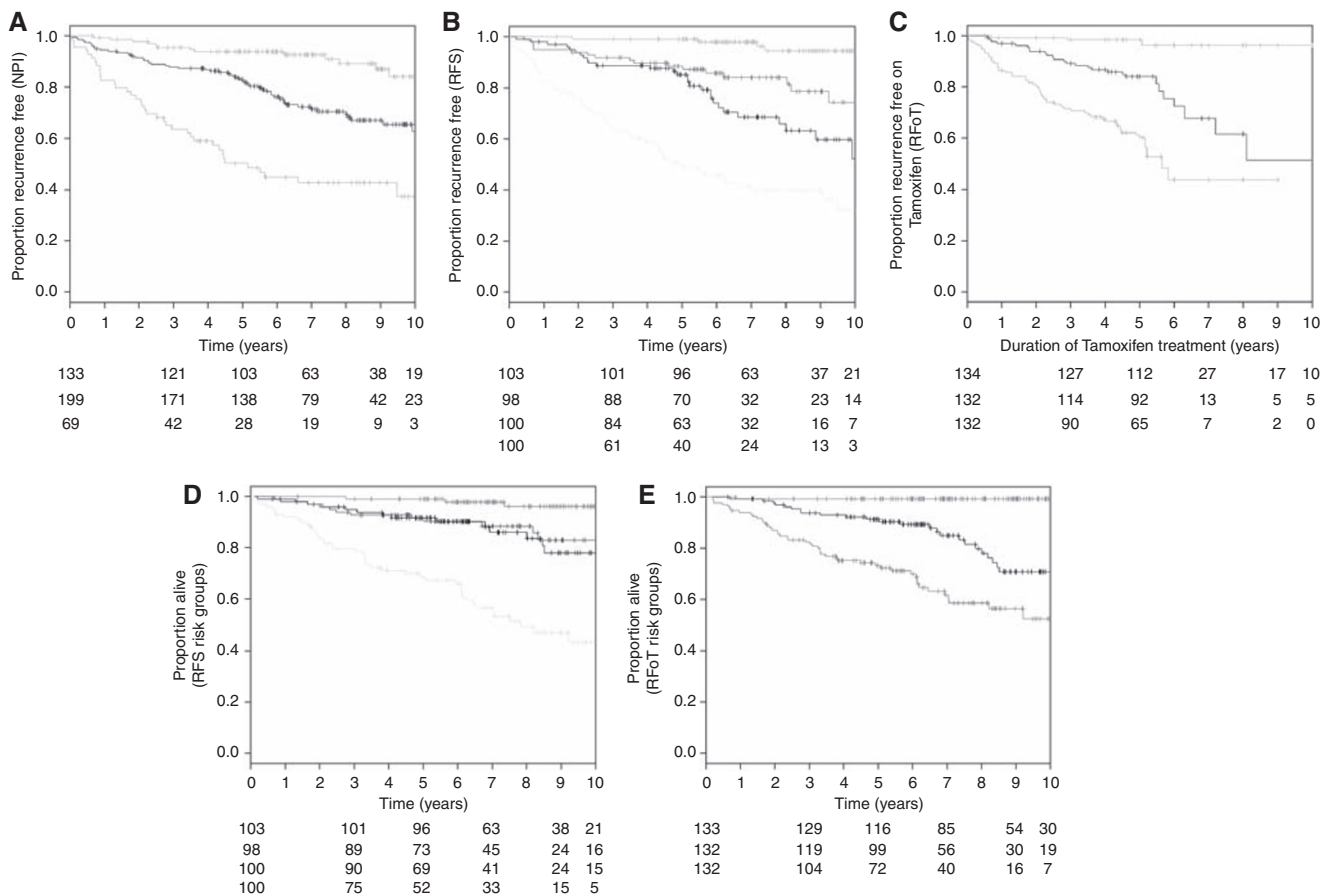 A
Proportion recurrence free (NPI)
1.0
0.8
0.6
0.4
0.2
0.0
0 1 2 3 4 5 6 7 8 9 10
Time (years)
133 121 103 63 38 19
199 171 138 79 42 23
69 42 28 19 9 3
B
Proportion recurrence free (RFS)
1.0
0.8
0.6
0.4
0.2
0.0
0 1 2 3 4 5 6 7 8 9 10
Time (years)
103 101 96 63 37 21
98 88 70 32 23 14
100 84 63 32 16 7
100 61 40 24 13 3
C
Proportion recurrence free on
Tamoxifen (RFoT)
1.0
0.8
0.6
0.4
0.2
0.0
0 1 2 3 4 5 6 7 8 9 10
Duration of Tamoxifen treatment (years)
134 127 112 27 17 10
132 114 92 13 5 5
132 90 65 7 2 0
D
Proportion alive
(RFS risk groups)
1.0
0.8
0.6
0.4
0.2
0.0
0 1 2 3 4 5 6 7 8 9 10
Time (years)
103 101 96 63 38 21
98 89 73 45 24 16
100 90 69 41 24 15
100 75 52 33 15 5
E
Proportion alive
(RFoT risk groups)
1.0
0.8
0.6
0.4
0.2
0.0
0 1 2 3 4 5 6 7 8 9 10
Time (years)
133 129 116 85 54 30
132 119 99 56 30 19
132 104 72 40 16 7